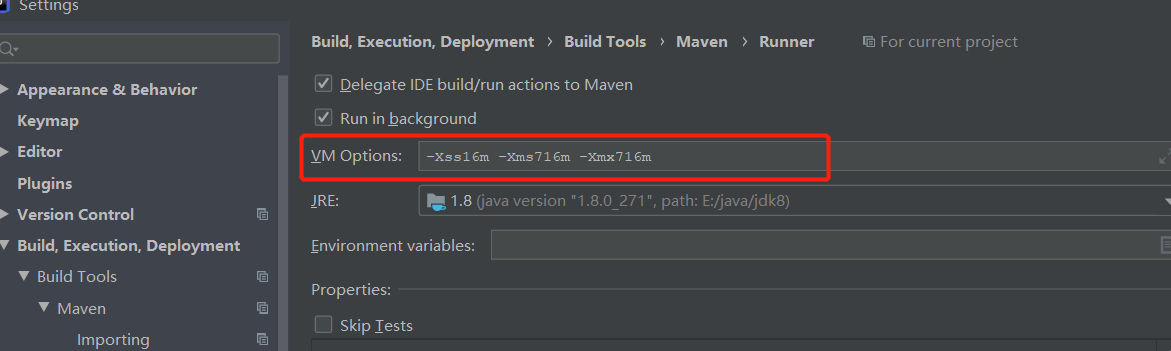 Settings
Build, Execution, Deployment › Build Tools › Maven › Runner For current project
Appearance & Behavior
Keymap
Editor
Plugins
Version Control
Build, Execution, Deployment
Build Tools
Maven
Importing
Delegate IDE build/run actions to Maven
Run in background
VM Options: -Xss16m -Xms716m -Xmx716m
JRE: 1.8 (java version "1.8.0_271", path: E:/java/jdk8)
Environment variables:
Properties:
Skip Tests